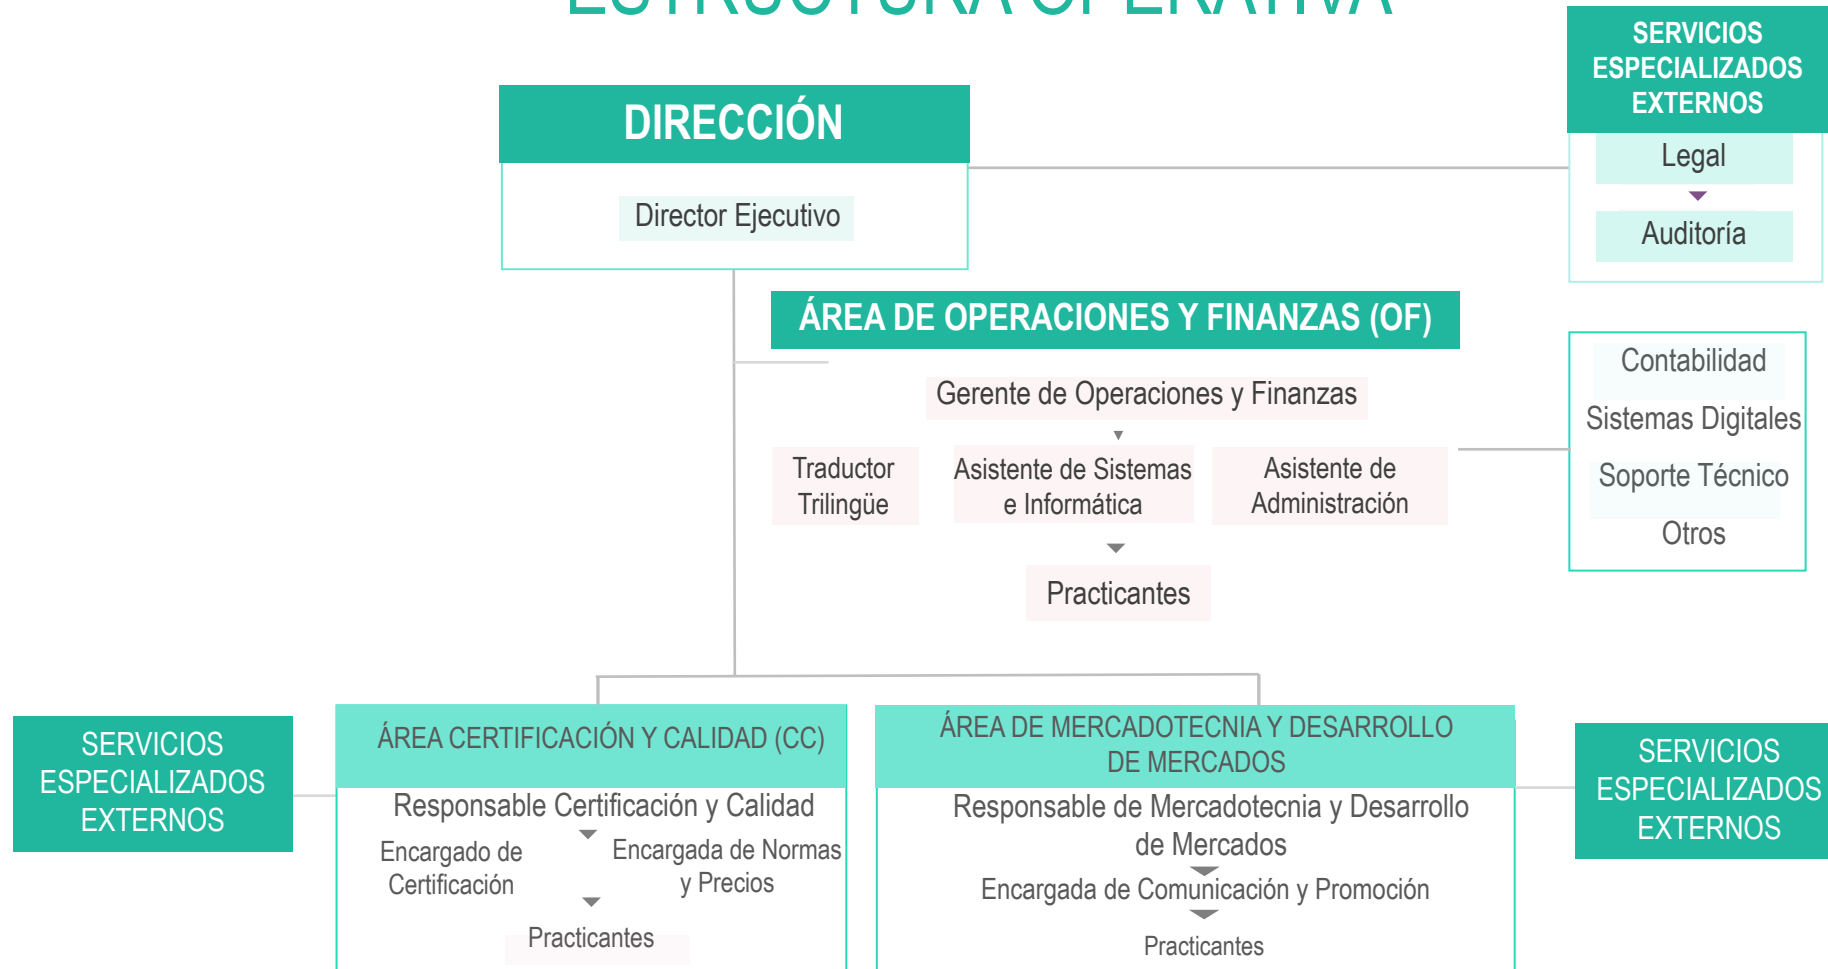 ESTRUCTURA OPERATIVA
SERVICIOS
ESPECIALIZADOS
EXTERNOS
Legal
Auditoría
DIRECCIÓN
Director Ejecutivo
ÁREA DE OPERACIONES Y FINANZAS (OF)
Gerente de Operaciones y Finanzas
Traductor
Trilingüe
Asistente de Sistemas
e Informática
Asistente de
Administración
Practicantes
Contabilidad
Sistemas Digitales
Soporte Técnico
Otros
SERVICIOS
ESPECIALIZADOS
EXTERNOS
ÁREA CERTIFICACIÓN Y CALIDAD (CC)
Responsable Certificación y Calidad
Encargado de
Certificación
Encargada de Normas
y Precios
Practicantes
ÁREA DE MERCADOTECNIA Y DESARROLLO
DE MERCADOS
Responsable de Mercadotecnia y Desarrollo
de Mercados
Encargada de Comunicación y Promoción
Practicantes
SERVICIOS
ESPECIALIZADOS
EXTERNOS